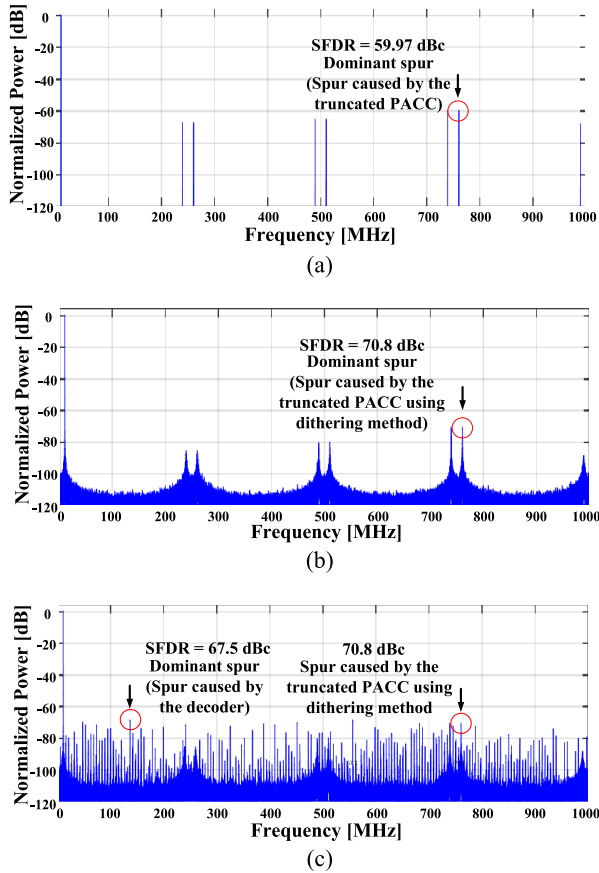 Normalized Power [dB]
0
-20
-40
-60
-80
-100
-120
SFDR = 59.97 dBc
Dominant spur
(Spur caused by the
truncated PACC)
0 100 200 300 400 500 600 700 800 900 1000
Frequency [MHz]
(a)
Normalized Power [dB]
0
-20
-40
-60
-80
-100
-120
SFDR = 70.8 dBc
Dominant spur
(Spur caused by the
truncated PACC using
dithering method)
0 100 200 300 400 500 600 700 800 900 1000
Frequency [MHz]
(b)
Normalized Power [dB]
0
-20
-40
-60
-80
-100
-120
SFDR = 67.5 dBc
Dominant spur
(Spur caused by
the decoder)
70.8 dBc
Spur caused by the
truncated PACC using
dithering method
0 100 200 300 400 500 600 700 800 900 1000
Frequency [MHz]
(c)